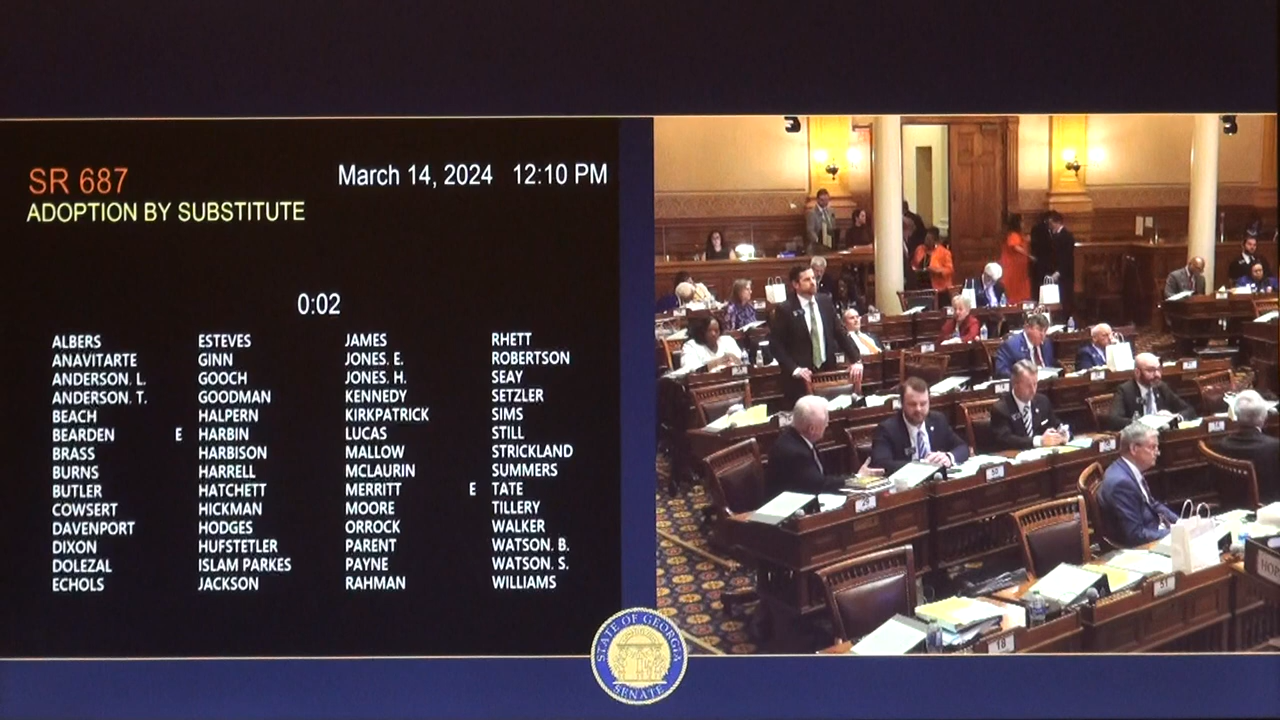 SR 687
March 14, 2024 12:10 PM
ADOPTION BY SUBSTITUTE
0:02
ALBERS ESTEVES JAMES RHETT
ANAVITARTE GINN JONES. E. ROBERTSON
ANDERSON. L. GOOCH JONES. H. SEAY
ANDERSON. T. GOODMAN KENNEDY SETZLER
BEACH HALPERN KIRKPATRICK SIMS
BEARDEN E HARBIN LUCAS STILL
BRASS HARBISON MALLOW STRICKLAND
BURNS HARRELL MCLAURIN SUMMERS
BUTLER HATCHETT MERRITT E TATE
COWSERT HICKMAN MOORE TILLERY
DAVENPORT HODGES ORROCK WALKER
DIXON HUFSTETLER PARENT WATSON. B.
DOLEZAL ISLAM PARKES PAYNE WATSON. S.
ECHOLS JACKSON RAHMAN WILLIAMS
STATE OF GEORGIA
SENATE
50
51
18